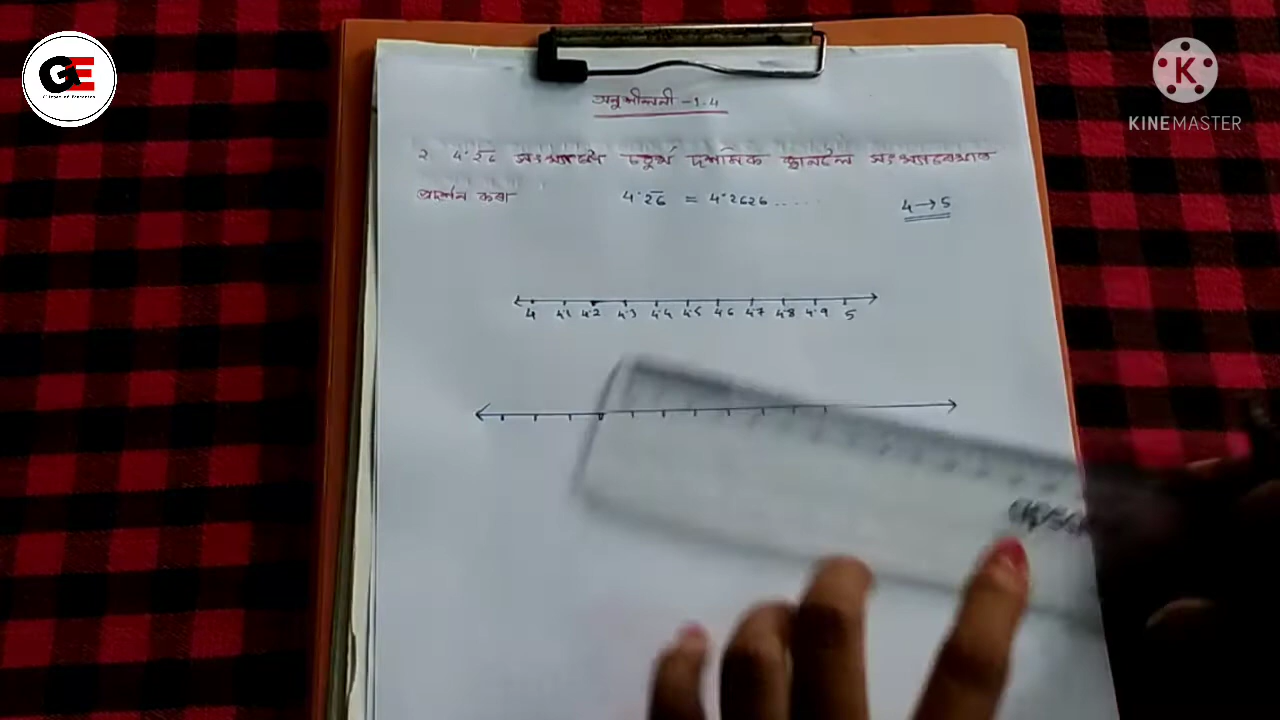 GE
KINEMASTER
অনুশীলনী - 1.4
২ 4.2̅6̅ সংখ্যাটোৰ চতুৰ্থ দশমিক স্থানলৈ সংখ্যাৰেখাত
প্ৰদৰ্শন কৰা 4.2̅6̅ = 4.2626..... 4→5
4 4.1 4.2 4.3 4.4 4.5 4.6 4.7 4.8 4.9 5